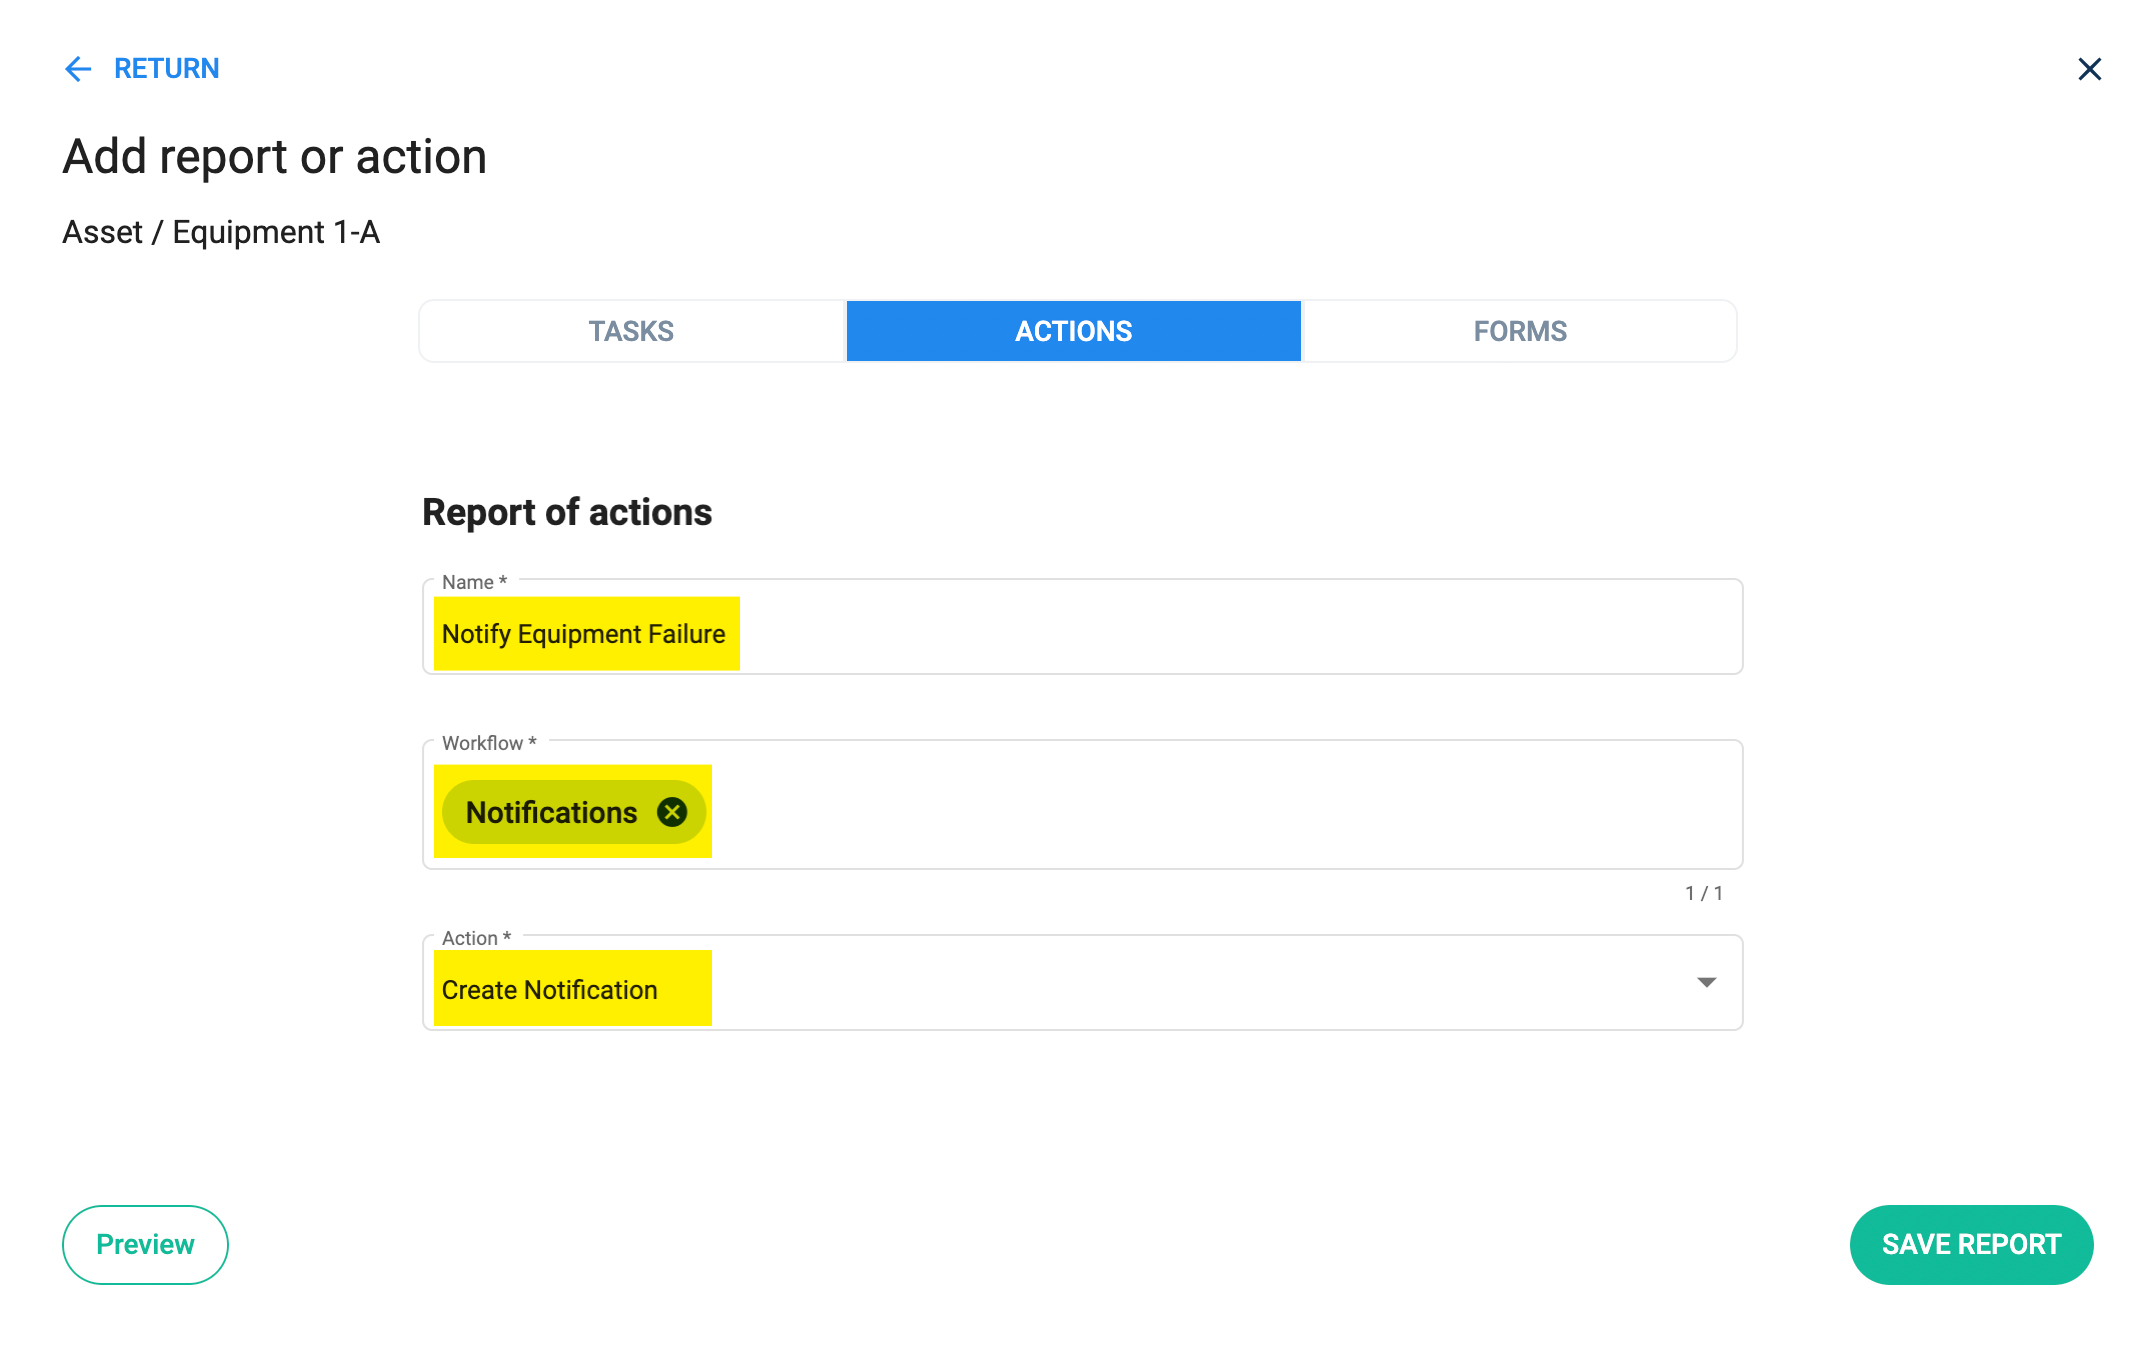 RETURN
Add report or action
Asset / Equipment 1-A
TASKS
ACTIONS
FORMS
Report of actions
Name *
Notify Equipment Failure
Workflow *
Notifications
1 / 1
Action *
Create Notification
Preview
SAVE REPORT